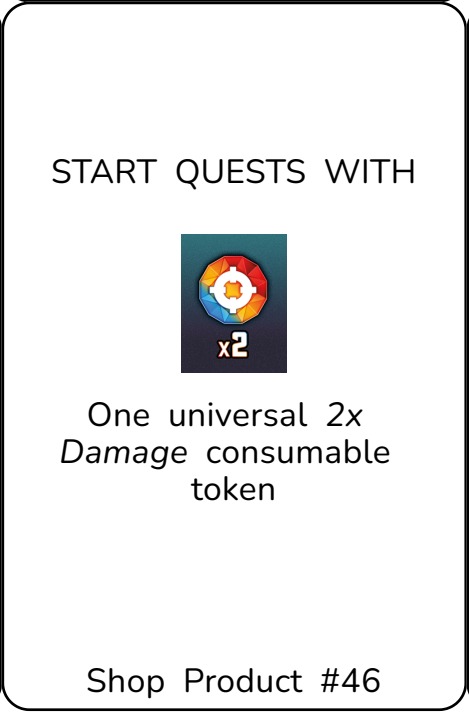 START QUESTS WITH
x2
One universal 2x
Damage consumable
token
Shop Product #46